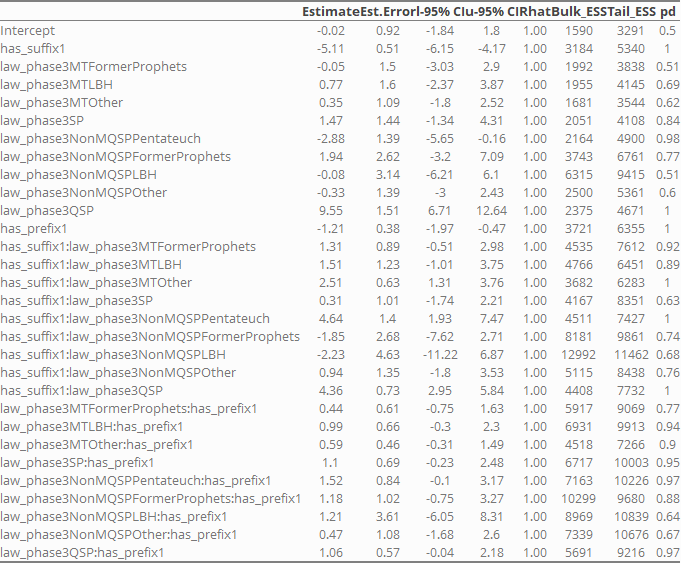 EstimateEst.Errorl-95% CIu-95% CIRhatBulk_ESSTail_ESS pd
Intercept -0.02 0.92 -1.84 1.8 1.00 1590 3291 0.5
has_suffix1 -5.11 0.51 -6.15 -4.17 1.00 3184 5340 1
law_phase3MTFormerProphets -0.05 1.5 -3.03 2.9 1.00 1992 3838 0.51
law_phase3MTLBH 0.77 1.6 -2.37 3.87 1.00 1955 4145 0.69
law_phase3MTOther 0.35 1.09 -1.8 2.52 1.00 1681 3544 0.62
law_phase3SP 1.47 1.44 -1.34 4.31 1.00 2051 4108 0.84
law_phase3NonMQSPPentateuch -2.88 1.39 -5.65 -0.16 1.00 2164 4900 0.98
law_phase3NonMQSPFormerProphets 1.94 2.62 -3.2 7.09 1.00 3743 6761 0.77
law_phase3NonMQSPLBH -0.08 3.14 -6.21 6.1 1.00 6315 9415 0.51
law_phase3NonMQSPOther -0.33 1.39 -3 2.43 1.00 2500 5361 0.6
law_phase3QSP 9.55 1.51 6.71 12.64 1.00 2375 4671 1
has_prefix1 -1.21 0.38 -1.97 -0.47 1.00 3721 6355 1
has_suffix1:law_phase3MTFormerProphets 1.31 0.89 -0.51 2.98 1.00 4535 7612 0.92
has_suffix1:law_phase3MTLBH 1.51 1.23 -1.01 3.75 1.00 4766 6451 0.89
has_suffix1:law_phase3MTOther 2.51 0.63 1.31 3.76 1.00 3682 6283 1
has_suffix1:law_phase3SP 0.31 1.01 -1.74 2.21 1.00 4167 8351 0.63
has_suffix1:law_phase3NonMQSPPentateuch 4.64 1.4 1.93 7.47 1.00 4511 7427 1
has_suffix1:law_phase3NonMQSPFormerProphets -1.85 2.68 -7.62 2.71 1.00 8181 9861 0.74
has_suffix1:law_phase3NonMQSPLBH -2.23 4.63 -11.22 6.87 1.00 12992 11462 0.68
has_suffix1:law_phase3NonMQSPOther 0.94 1.35 -1.8 3.53 1.00 5115 8438 0.76
has_suffix1:law_phase3QSP 4.36 0.73 2.95 5.84 1.00 4408 7732 1
law_phase3MTFormerProphets:has_prefix1 0.44 0.61 -0.75 1.63 1.00 5917 9069 0.77
law_phase3MTLBH:has_prefix1 0.99 0.66 -0.3 2.3 1.00 6931 9913 0.94
law_phase3MTOther:has_prefix1 0.59 0.46 -0.31 1.49 1.00 4518 7266 0.9
law_phase3SP:has_prefix1 1.1 0.69 -0.23 2.48 1.00 6717 10003 0.95
law_phase3NonMQSPPentateuch:has_prefix1 1.52 0.84 -0.1 3.17 1.00 7163 10226 0.97
law_phase3NonMQSPFormerProphets:has_prefix1 1.18 1.02 -0.75 3.27 1.00 10299 9680 0.88
law_phase3NonMQSPLBH:has_prefix1 1.21 3.61 -6.05 8.31 1.00 8969 10839 0.64
law_phase3NonMQSPOther:has_prefix1 0.47 1.08 -1.68 2.6 1.00 7339 10676 0.67
law_phase3QSP:has_prefix1 1.06 0.57 -0.04 2.18 1.00 5691 9216 0.97